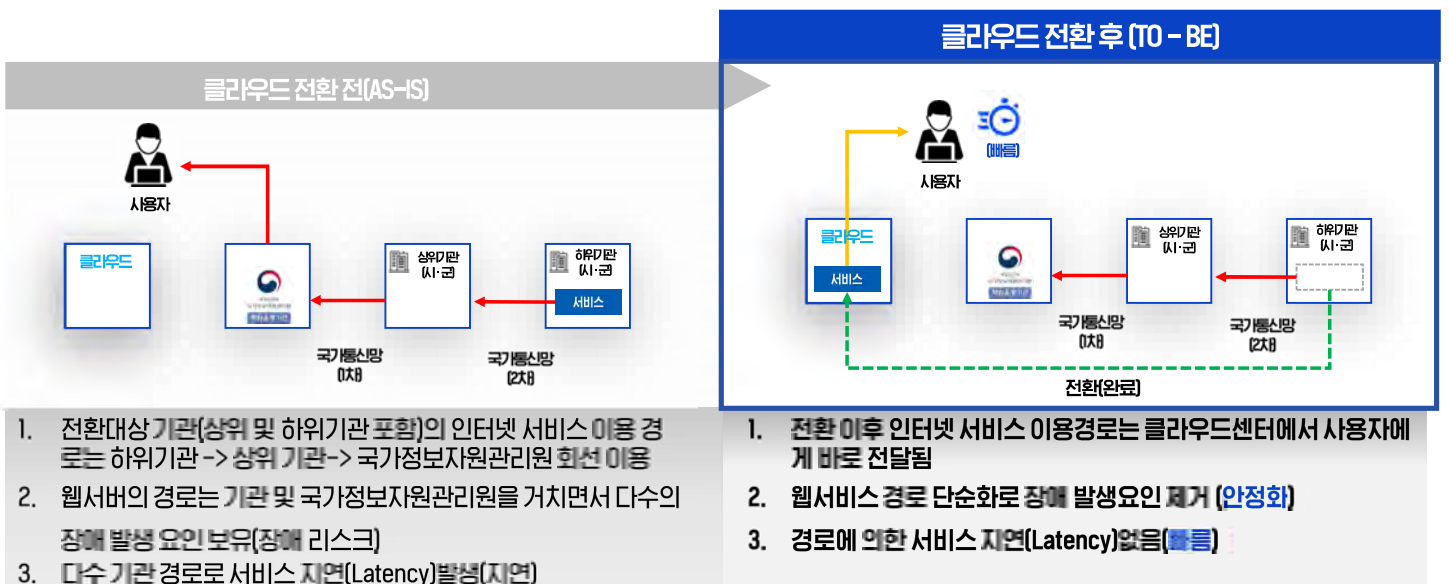 클라우드 전환 후 (TO - BE)
클라우드 전환 전(AS-IS)
사용자
클라우드
상위기관
(시·군)
하위기관
(시·군)
서비스
국가통신망
(1차)
국가통신망
(2차)
(빠름)
사용자
클라우드
서비스
상위기관
(시·군)
하위기관
(시·군)
국가통신망
(1차)
국가통신망
(2차)
전환(완료)
1. 전환대상 기관(상위 및 하위기관 포함)의 인터넷 서비스 이용 경
로는 하위기관 -> 상위 기관-> 국가정보자원관리원 회선 이용
2. 웹서버의 경로는 기관 및 국가정보자원관리원을 거치면서 다수의
장애 발생 요인 보유(장애 리스크)
3. 다수 기관 경로로 서비스 지연(Latency)발생(지연)
1. 전환 이후 인터넷 서비스 이용경로는 클라우드센터에서 사용자에
게 바로 전달됨
2. 웹서비스 경로 단순화로 장애 발생요인 제거 (안정화)
3. 경로에 의한 서비스 지연(Latency)없음(빠름)